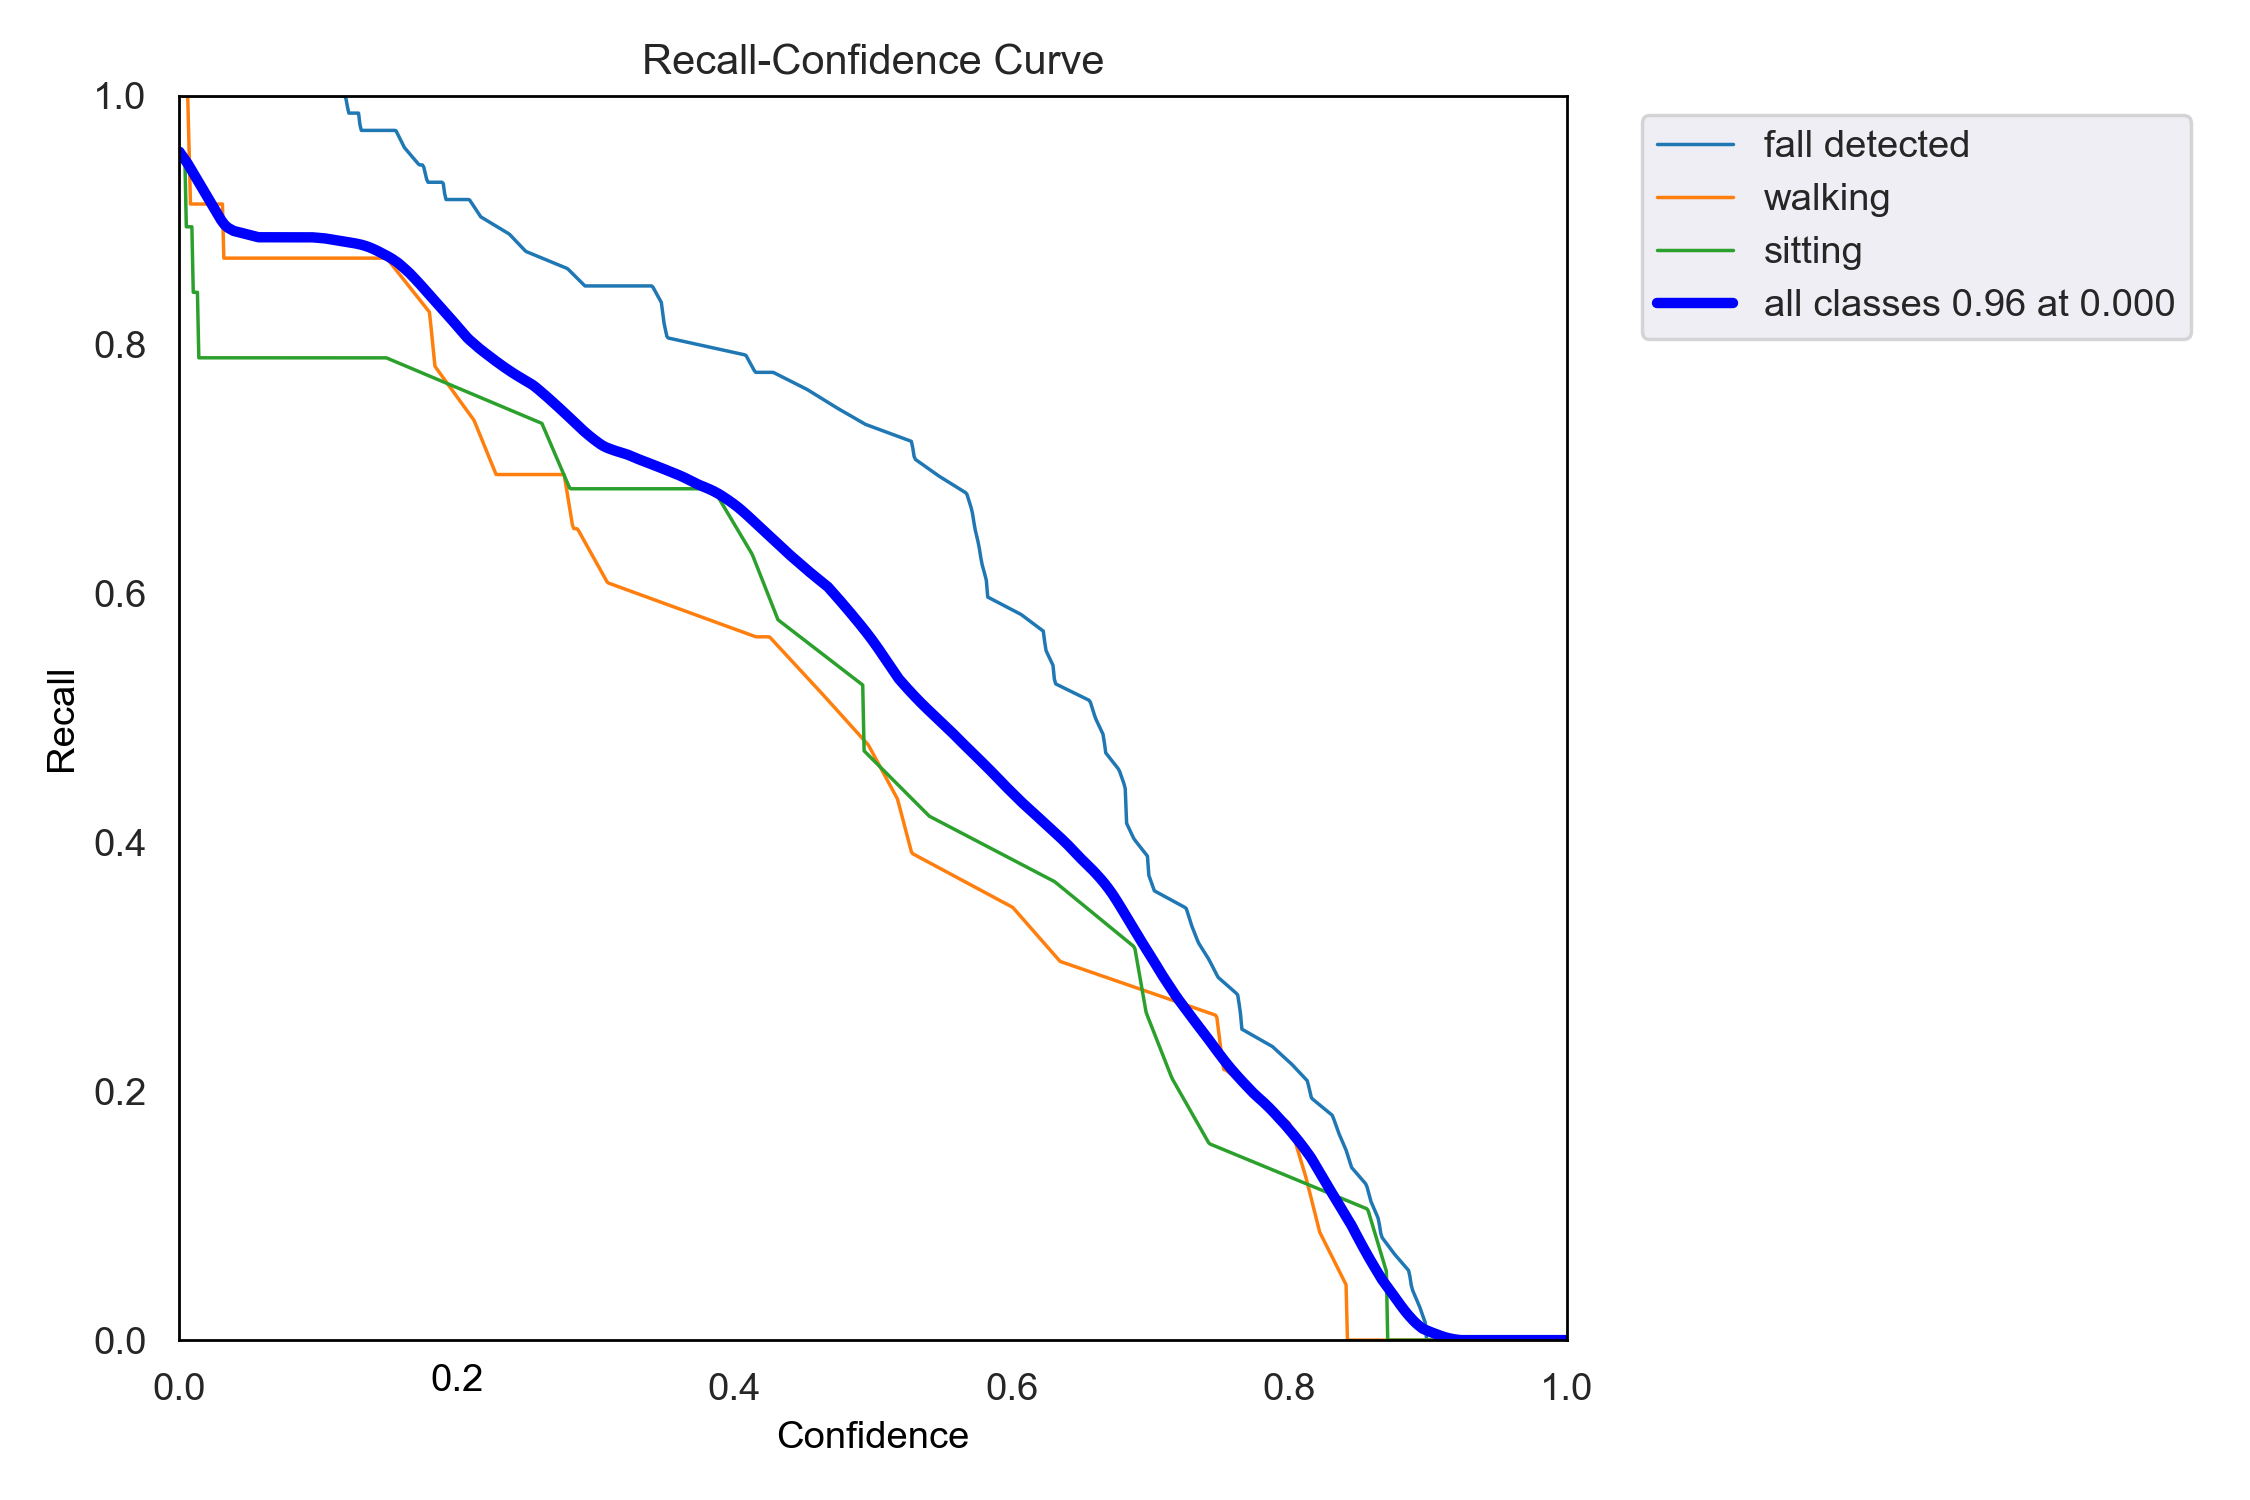 Recall-Confidence Curve
1.0
0.8
0.6
0.4
0.2
0.0
Recall
0.0
0.2
0.4
0.6
0.8
1.0
Confidence
fall detected
walking
sitting
all classes 0.96 at 0.000